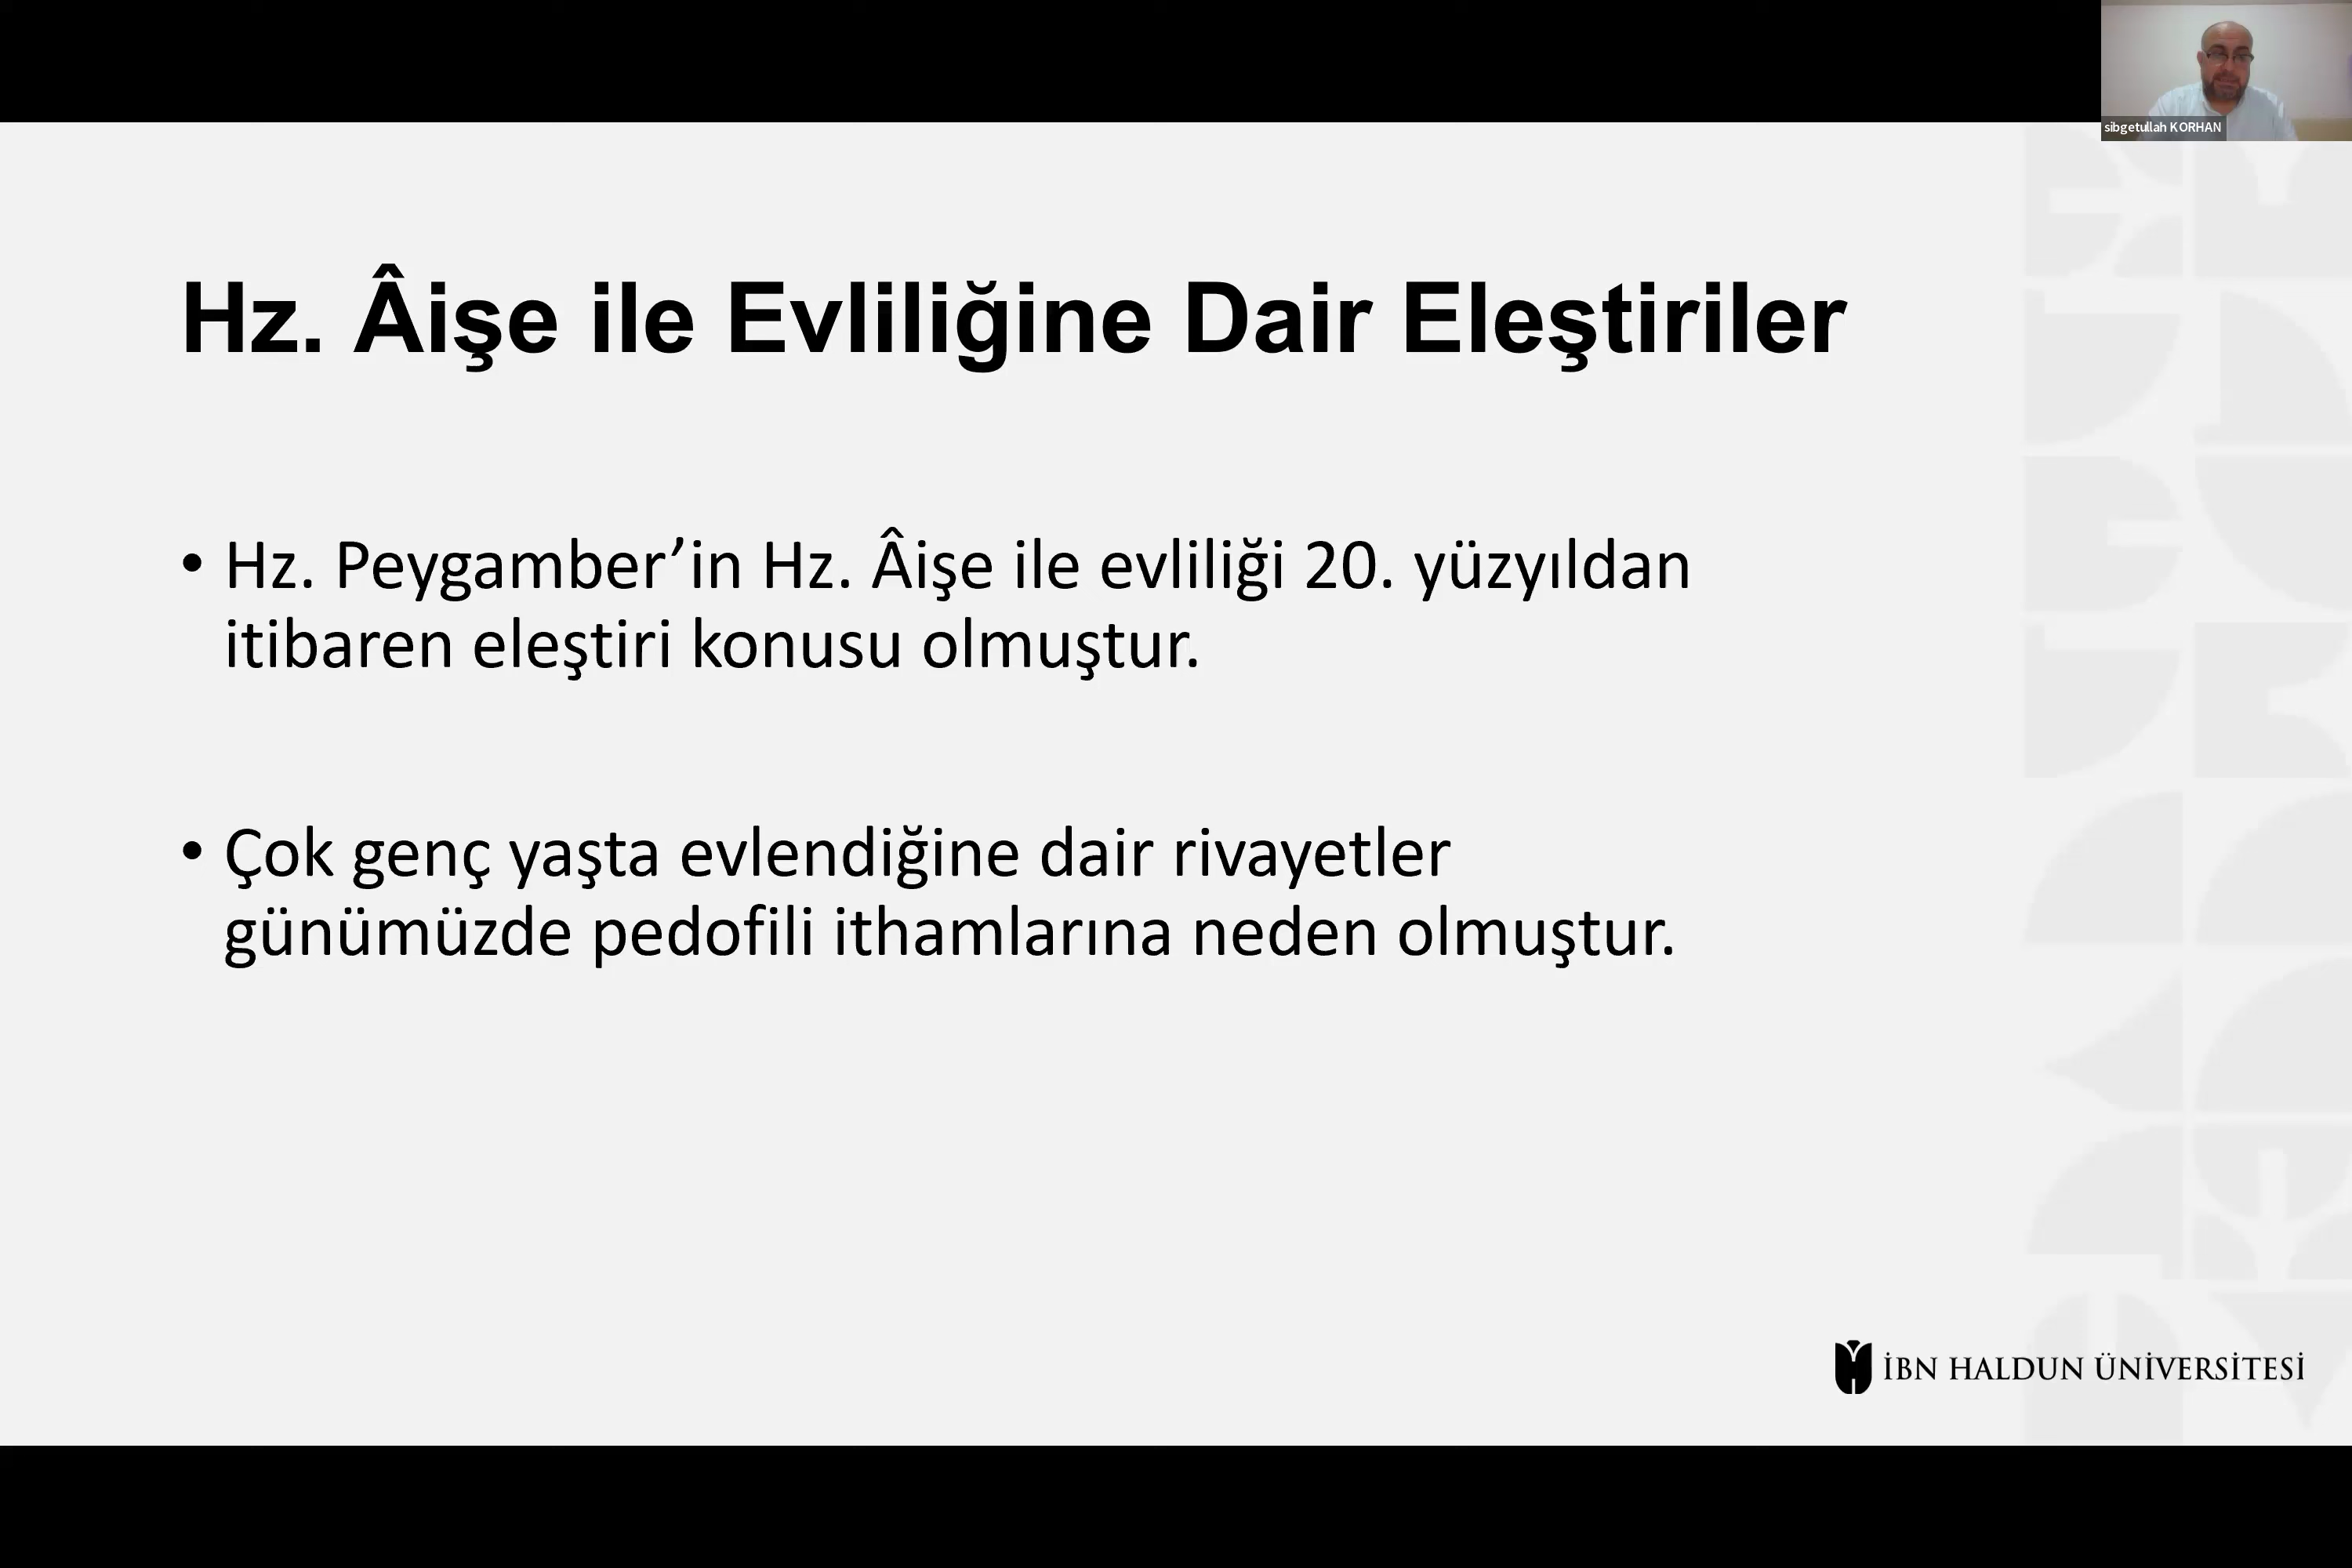 sibgetullah KORHAN
Hz. Âişe ile Evliliğine Dair Eleştiriler
• Hz. Peygamber’in Hz. Âişe ile evliliği 20. yüzyıldan
itibaren eleştiri konusu olmuştur.
• Çok genç yaşta evlendiğine dair rivayetler
günümüzde pedofili ithamlarına neden olmuştur.
İBN HALDUN ÜNİVERSİTESİ